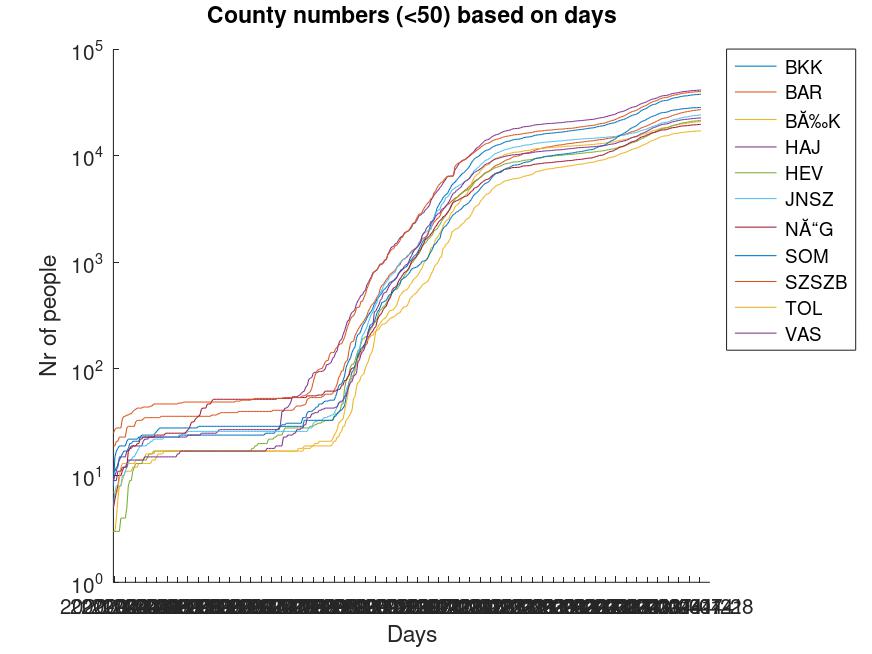 County numbers (<50) based on days
10^5
10^4
10^3
10^2
10^1
10^0
Nr of people
Days
BKK
BAR
BĂ‰K
HAJ
HEV
JNSZ
NĂ“G
SOM
SZSZB
TOL
VAS